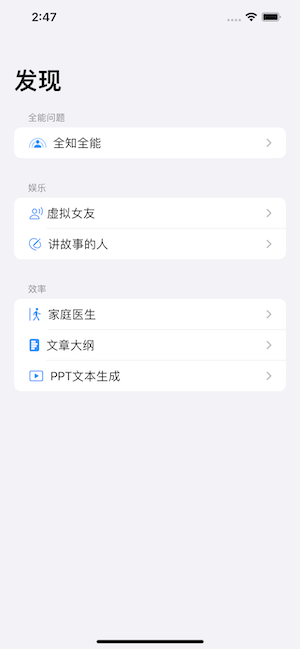 2:47
发现
全能问题
全知全能
娱乐
虚拟女友
讲故事的人
效率
家庭医生
文章大纲
PPT文本生成